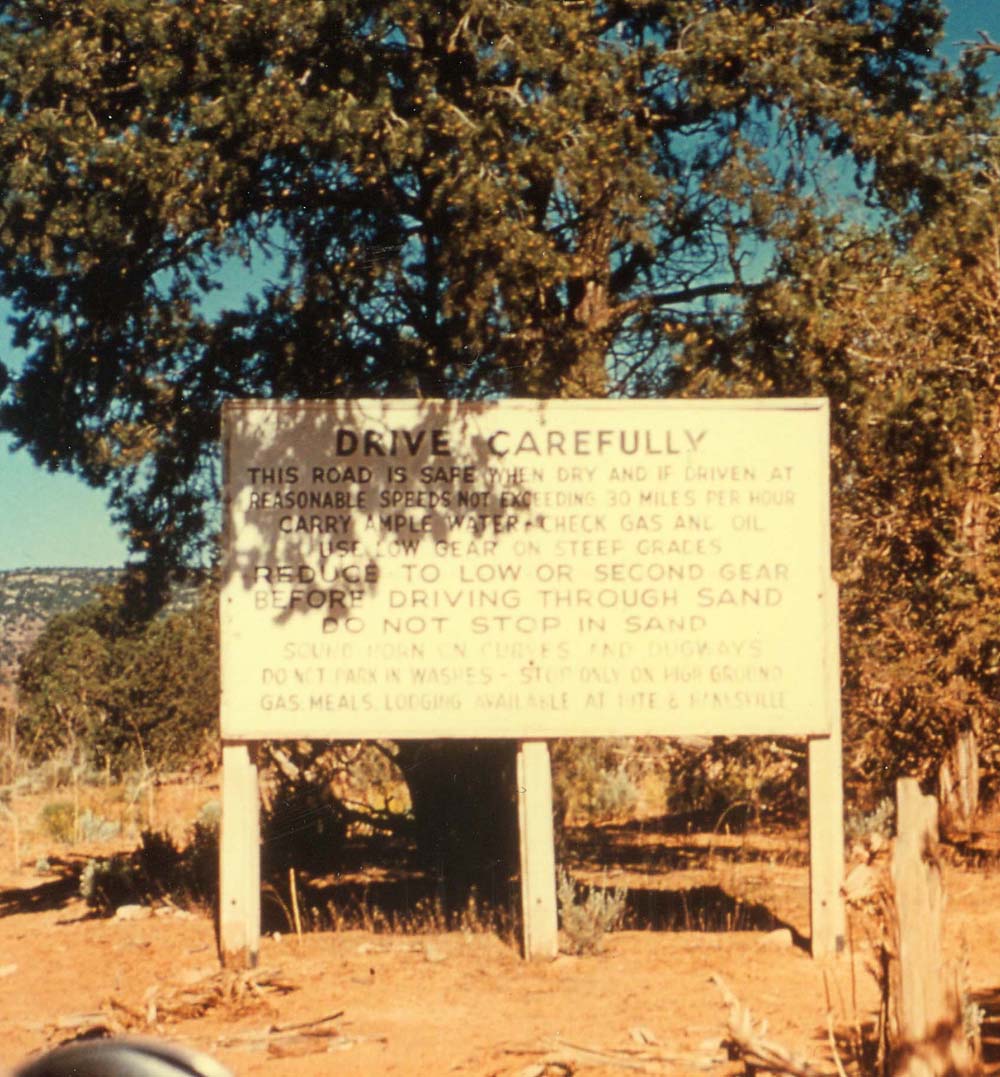 DRIVE CAREFULLY
THIS ROAD IS SAFE WHEN DRY AND IF DRIVEN AT
REASONABLE SPEEDS NOT EXCEEDING 30 MILES PER HOUR
CARRY AMPLE WATER - CHECK GAS AND OIL
USE LOW GEAR ON STEEP GRADES
REDUCE TO LOW OR SECOND GEAR
BEFORE DRIVING THROUGH SAND
DO NOT STOP IN SAND
SOUND HORN ON CURVES AND DUGWAYS
DO NOT PARK IN WASHES - STOP ONLY ON HIGH GROUND
GAS, MEALS, LODGING AVAILABLE AT HITE & HANKSVILLE